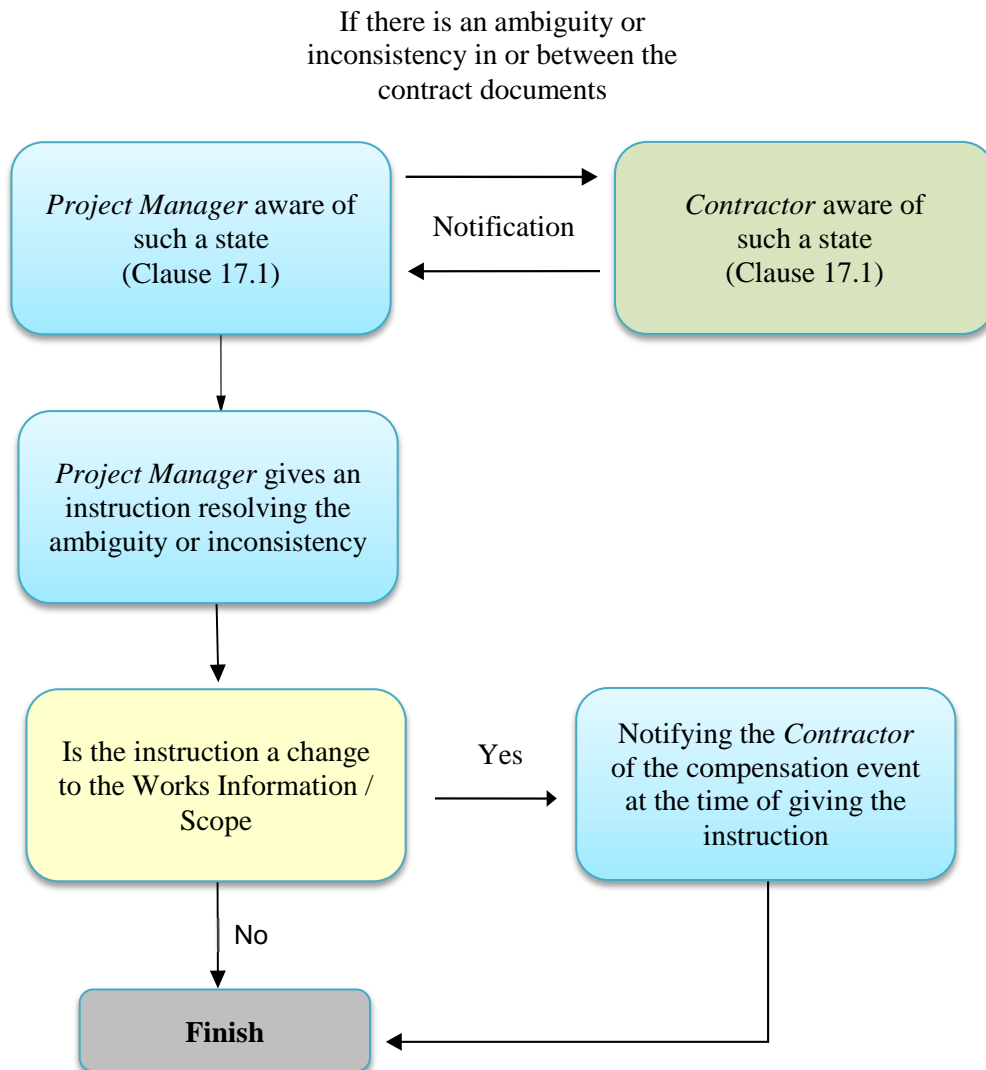 If there is an ambiguity or
inconsistency in or between the
contract documents
Project Manager aware of
such a state
(Clause 17.1)
Notification
Contractor aware of
such a state
(Clause 17.1)
Project Manager gives an
instruction resolving the
ambiguity or inconsistency
Is the instruction a change
to the Works Information /
Scope
Yes
Notifying the Contractor
of the compensation event
at the time of giving the
instruction
No
Finish